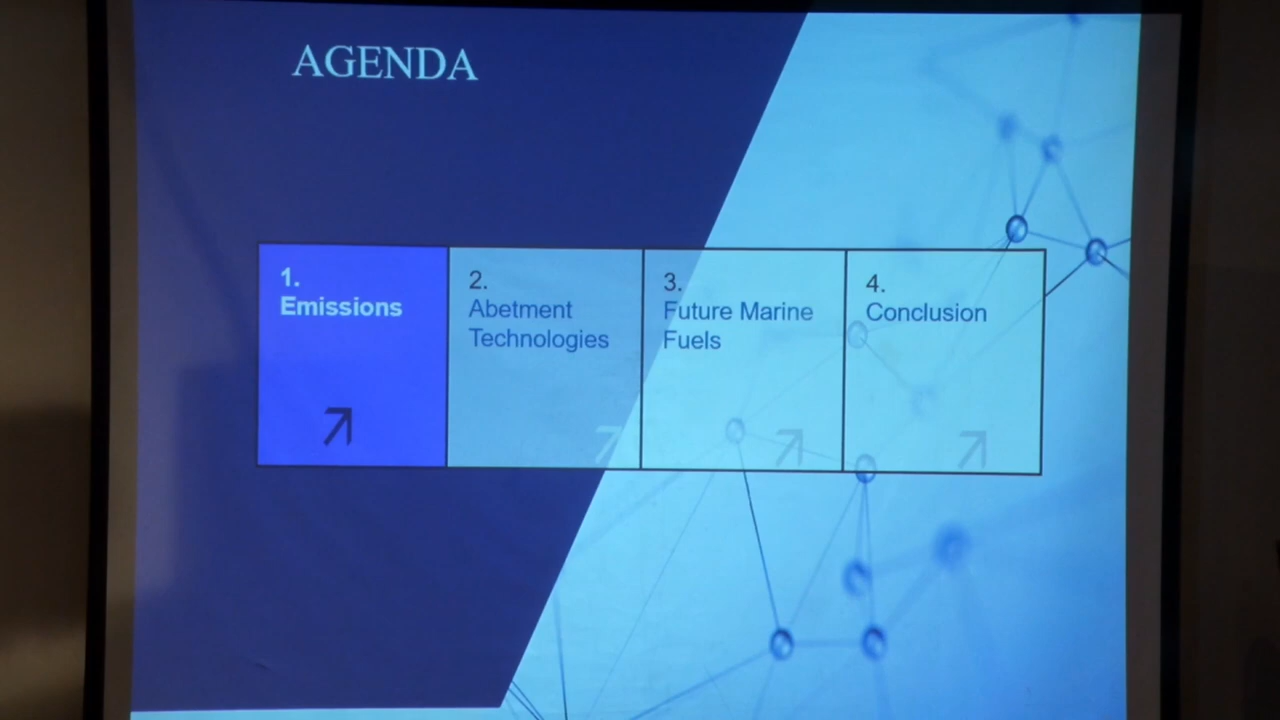 AGENDA
1.
Emissions
2.
Abetment
Technologies
3.
Future Marine
Fuels
4.
Conclusion